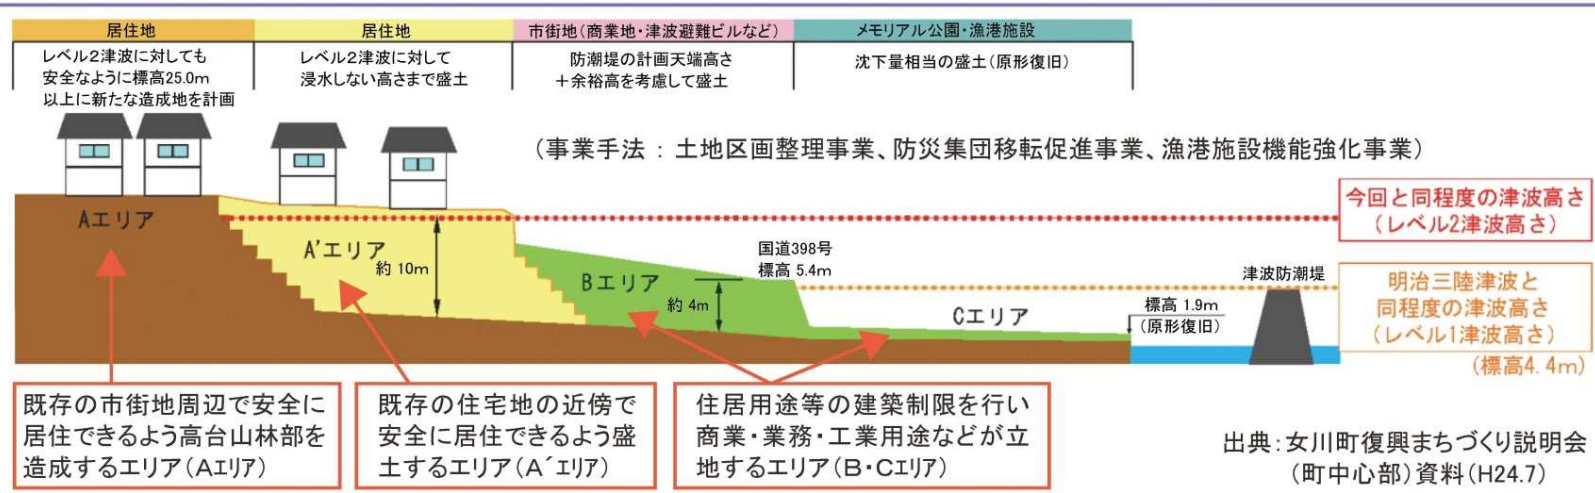 居住地
レベル2津波に対しても
安全なように標高25.0m
以上に新たな造成地を計画
居住地
レベル2津波に対して
浸水しない高さまで盛土
市街地(商業地・津波避難ビルなど)
防潮堤の計画天端高さ
+余裕高を考慮して盛土
メモリアル公園・漁港施設
沈下量相当の盛土(原形復旧)
(事業手法：土地区画整理事業、防災集団移転促進事業、漁港施設機能強化事業)
今回と同程度の津波高さ
(レベル2津波高さ)
Aエリア
A'エリア
約10m
Bエリア
約4m
国道398号
標高5.4m
Cエリア
標高1.9m
(原形復旧)
津波防潮堤
明治三陸津波と
同程度の津波高さ
(レベル1津波高さ)
(標高4.4m)
既存の市街地周辺で安全に
居住できるよう高台山林部を
造成するエリア(Aエリア)
既存の住宅地の近傍で
安全に居住できるよう盛
土するエリア(A´エリア)
住居用途等の建築制限を行い
商業・業務・工業用途などが立
地するエリア(B・Cエリア)
出典：女川町復興まちづくり説明会
(町中心部)資料(H24.7)